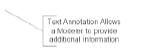 Text Annotation Allows
a Modeler to provide
additional Information